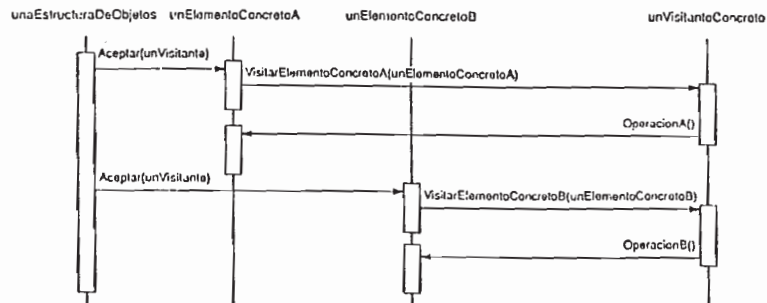 unaEstructuraDeObjetos unElementoConcretoA unElementoConcretoB unVisitanteConcreto
Aceptar(unVisitante)
VisitarElementoConcretoA(unElementoConcretoA)
OperacionA()
Aceptar(unVisitante)
VisitarElementoConcretoB(unElementoConcretoB)
OperacionB()